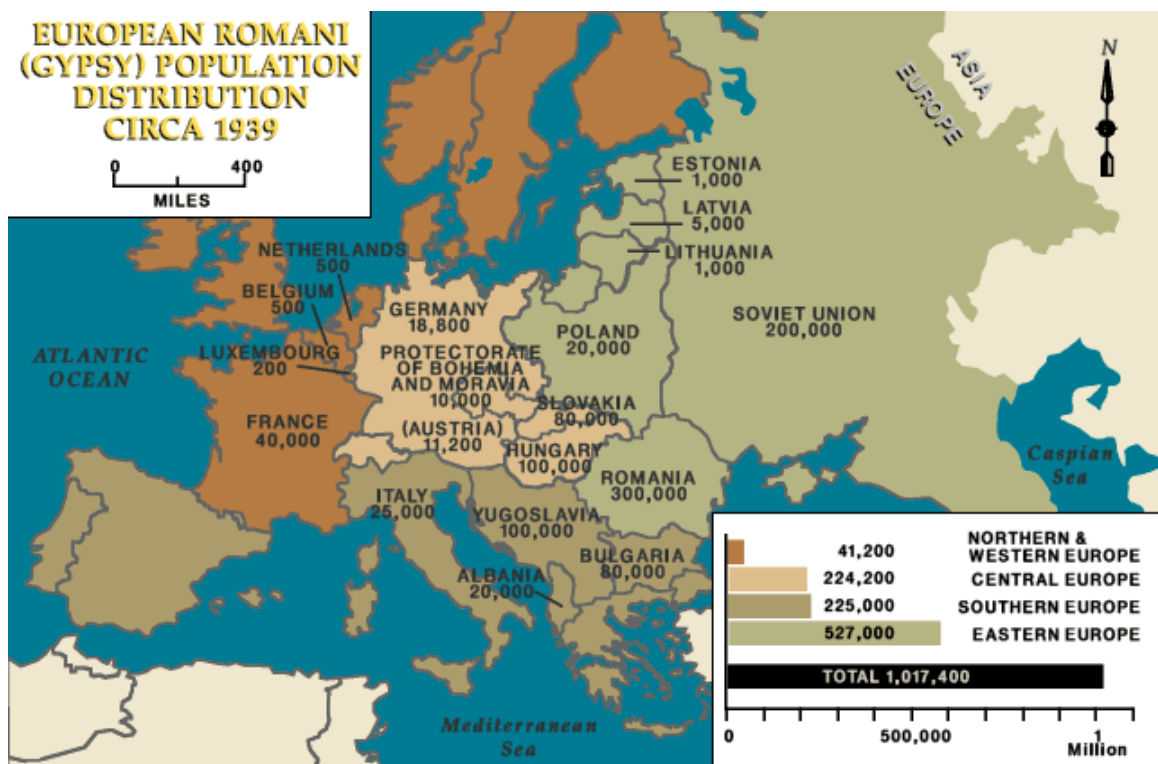 EUROPEAN ROMANI
(GYPSY) POPULATION
DISTRIBUTION
CIRCA 1939
0 400
MILES
N
ASIA
EUROPE
ESTONIA
1,000
LATVIA
5,000
LITHUANIA
1,000
NETHERLANDS
500
BELGIUM
500
LUXEMBOURG
200
GERMANY
18,800
PROTECTORATE
OF BOHEMIA
AND MORAVIA
10,000
POLAND
20,000
SOVIET UNION
200,000
ATLANTIC
OCEAN
FRANCE
40,000
(AUSTRIA)
11,200
SLOVAKIA
80,000
HUNGARY
100,000
ROMANIA
300,000
Caspian
Sea
ITALY
25,000
YUGOSLAVIA
100,000
BULGARIA
80,000
ALBANIA
20,000
Mediterranean
Sea
41,200 NORTHERN &
WESTERN EUROPE
224,200 CENTRAL EUROPE
225,000 SOUTHERN EUROPE
527,000 EASTERN EUROPE
TOTAL 1,017,400
0 500,000 1
Million